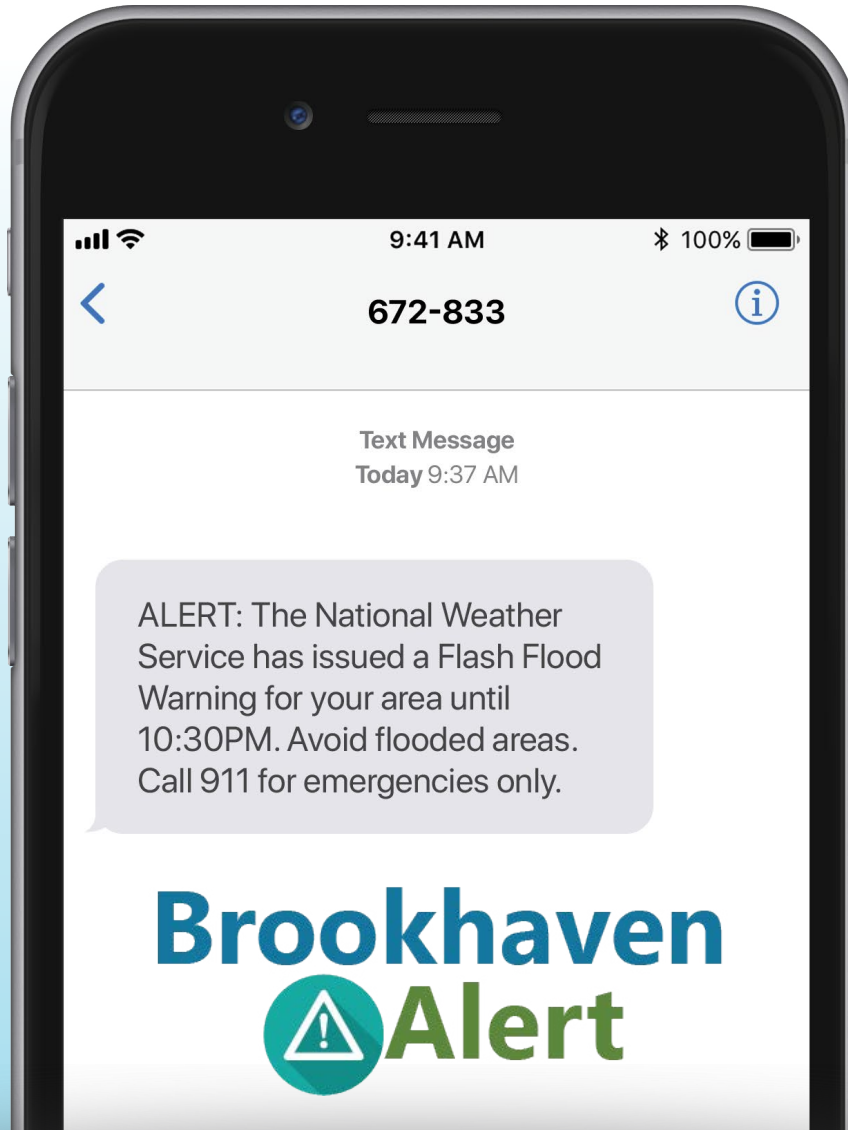 9:41 AM
100%
672-833
Text Message
Today 9:37 AM
ALERT: The National Weather
Service has issued a Flash Flood
Warning for your area until
10:30PM. Avoid flooded areas.
Call 911 for emergencies only.
Brookhaven
Alert